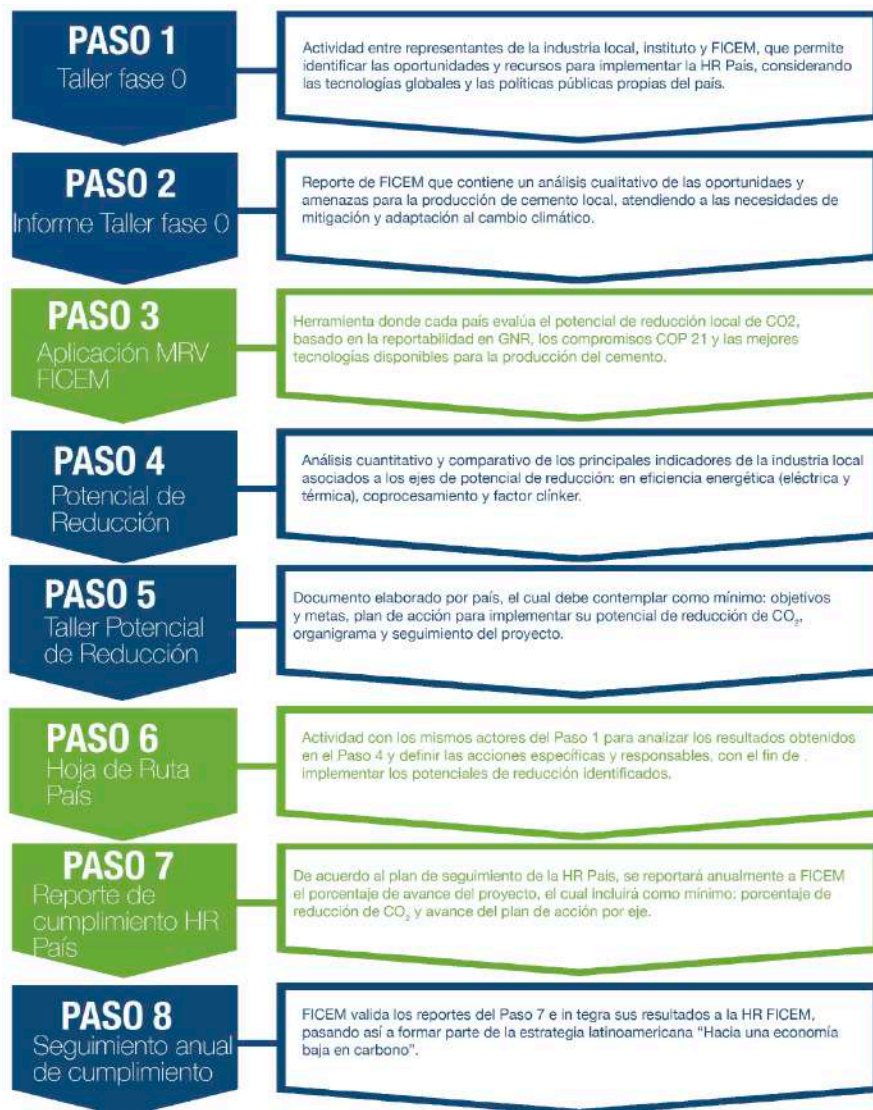 PASO 1
Taller fase 0
Actividad entre representantes de la industria local, instituto y FICEM, que permite
identificar las oportunidades y recursos para implementar la HR País, considerando
las tecnologías globales y las políticas públicas propias del país.
PASO 2
Informe Taller fase 0
Reporte de FICEM que contiene un análisis cualitativo de las oportunidaes y
amenazas para la producción de cemento local, atendiendo a las necesidades de
mitigación y adaptación al cambio climático.
PASO 3
Aplicación MRV
FICEM
Herramienta donde cada país evalúa el potencial de reducción local de CO2,
basado en la reportabilidad en GNR, los compromisos COP 21 y las mejores
tecnologías disponibles para la producción del cemento.
PASO 4
Potencial de
Reducción
Análisis cuantitativo y comparativo de los principales indicadores de la industria local
asociados a los ejes de potencial de reducción: en eficiencia energética (eléctrica y
térmica), coprocesamiento y factor clínker.
PASO 5
Taller Potencial
de Reducción
Documento elaborado por país, el cual debe contemplar como mínimo: objetivos
y metas, plan de acción para implementar su potencial de reducción de CO₂,
organigrama y seguimiento del proyecto.
PASO 6
Hoja de Ruta
País
Actividad con los mismos actores del Paso 1 para analizar los resultados obtenidos
en el Paso 4 y definir las acciones específicas y responsables, con el fin de .
implementar los potenciales de reducción identificados.
PASO 7
Reporte de
cumplimiento HR
País
De acuerdo al plan de seguimiento de la HR País, se reportará anualmente a FICEM
el porcentaje de avance del proyecto, el cual incluirá como mínimo: porcentaje de
reducción de CO₂ y avance del plan de acción por eje.
PASO 8
Seguimiento anual
de cumplimiento
FICEM valida los reportes del Paso 7 e in tegra sus resultados a la HR FICEM,
pasando así a formar parte de la estrategia latinoamericana “Hacia una economía
baja en carbono”.